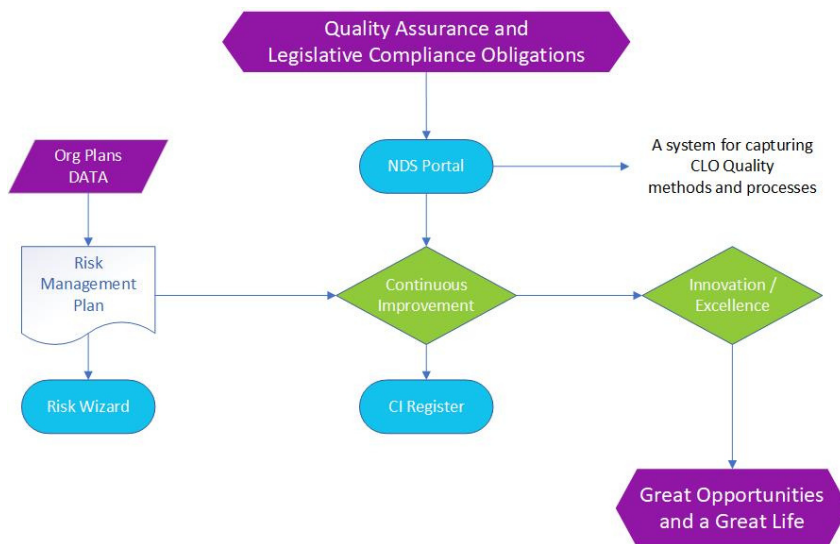 Quality Assurance and
Legislative Compliance Obligations
Org Plans
DATA
NDS Portal
A system for capturing
CLO Quality
methods and processes
Risk
Management
Plan
Continuous
Improvement
Innovation /
Excellence
Risk Wizard
CI Register
Great Opportunities
and a Great Life